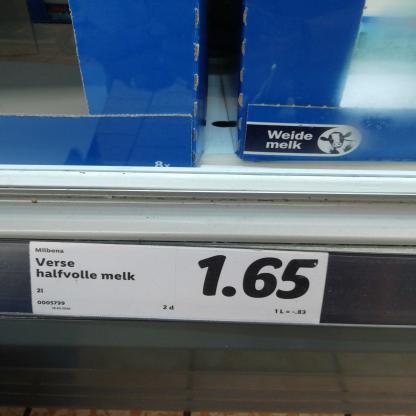 8x
Weide
melk
Milbona
Verse
halfvolle melk
1.65
2l
0005799
2 d
1 L = -.83